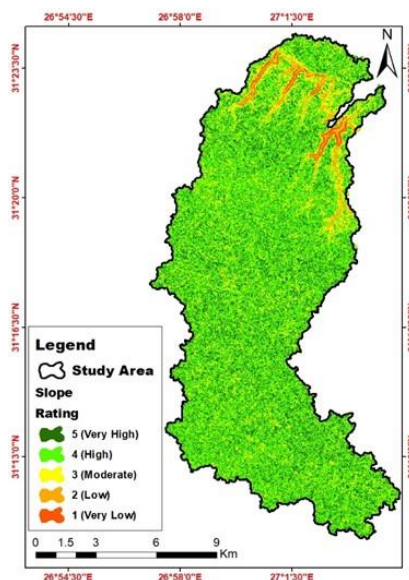 26°54'30"E 26°58'0"E 27°1'30"E
N
31°23'30"N
31°20'0"N
31°16'30"N
31°13'0"N
Legend
Study Area
Slope
Rating
5 (Very High)
4 (High)
3 (Moderate)
2 (Low)
1 (Very Low)
0 1.5 3 6 9
Km
26°54'30"E 26°58'0"E 27°1'30"E